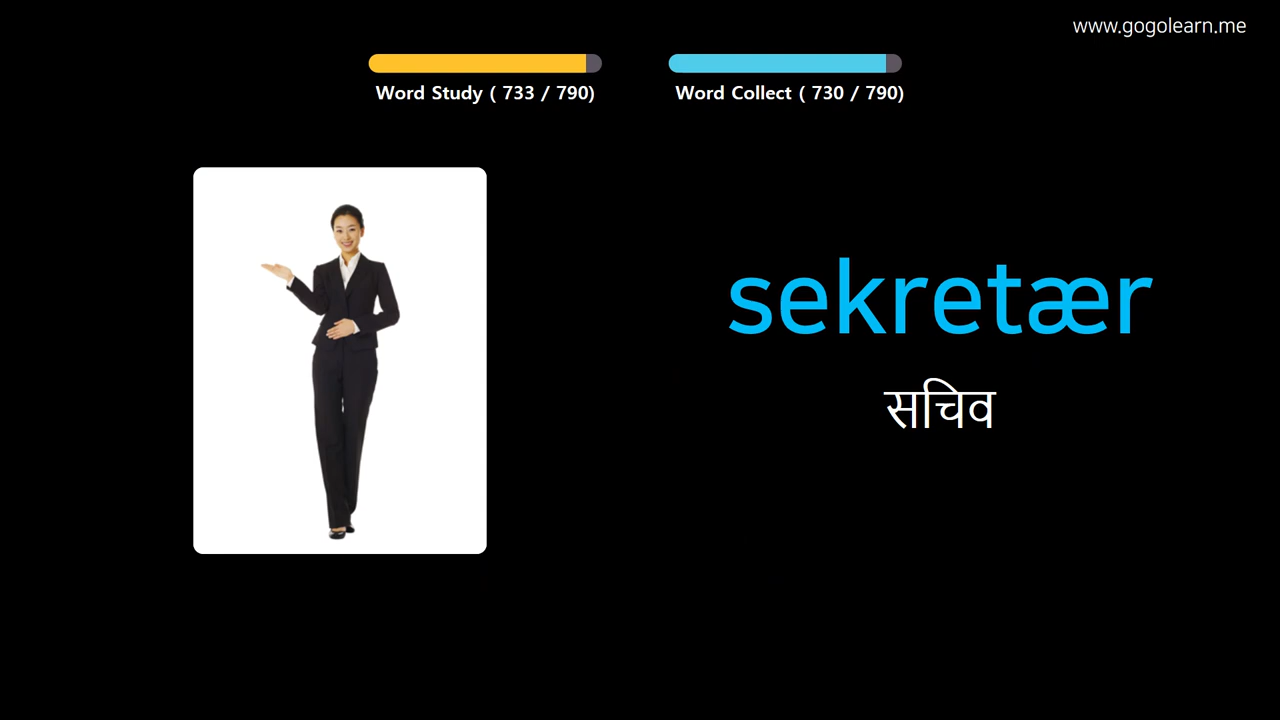 www.gogolearn.me
Word Study ( 733 / 790)
Word Collect ( 730 / 790)
sekretær
सचिव